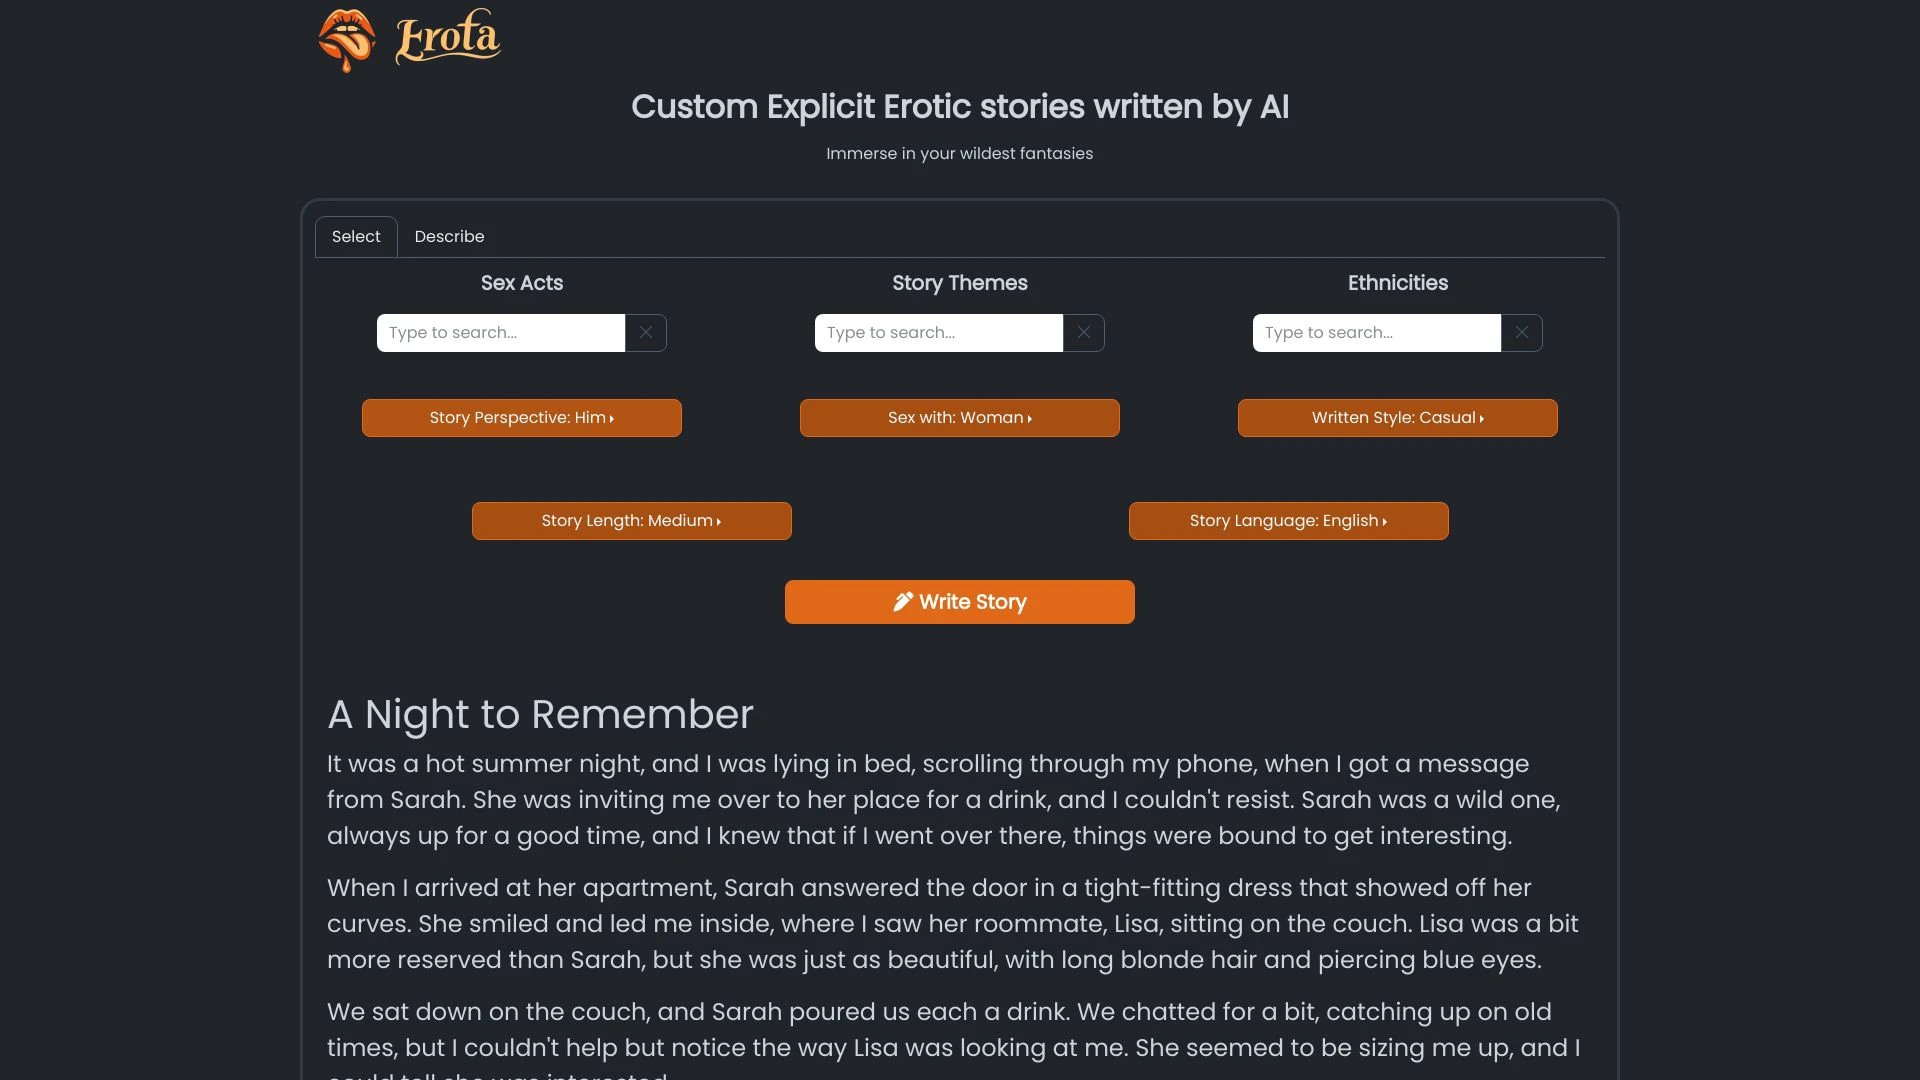 Erota
Custom Explicit Erotic stories written by AI
Immerse in your wildest fantasies
Select
Describe
Sex Acts
Story Themes
Ethnicities
Type to search...
Type to search...
Type to search...
Story Perspective: Him
Sex with: Woman
Written Style: Casual
Story Length: Medium
Story Language: English
Write Story
A Night to Remember
It was a hot summer night, and I was lying in bed, scrolling through my phone, when I got a message
from Sarah. She was inviting me over to her place for a drink, and I couldn't resist. Sarah was a wild one,
always up for a good time, and I knew that if I went over there, things were bound to get interesting.
When I arrived at her apartment, Sarah answered the door in a tight-fitting dress that showed off her
curves. She smiled and led me inside, where I saw her roommate, Lisa, sitting on the couch. Lisa was a bit
more reserved than Sarah, but she was just as beautiful, with long blonde hair and piercing blue eyes.
We sat down on the couch, and Sarah poured us each a drink. We chatted for a bit, catching up on old
times, but I couldn't help but notice the way Lisa was looking at me. She seemed to be sizing me up, and I
could tell she was interested.